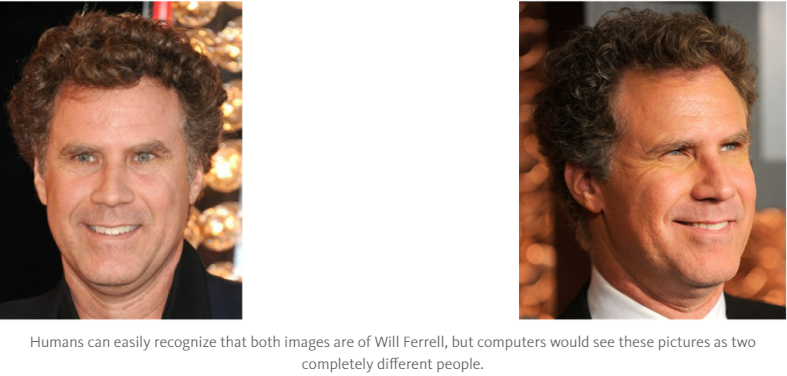 Humans can easily recognize that both images are of Will Ferrell, but computers would see these pictures as two
completely different people.